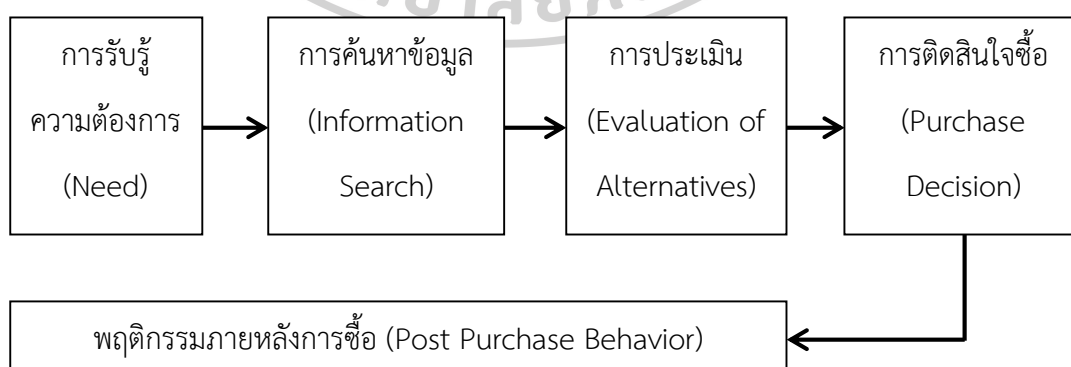 การรับรู้
ความต้องการ
(Need)
การค้นหาข้อมูล
(Information
Search)
การประเมิน
(Evaluation of
Alternatives)
การติดสินใจซื้อ
(Purchase
Decision)
พฤติกรรมภายหลังการซื้อ (Post Purchase Behavior)